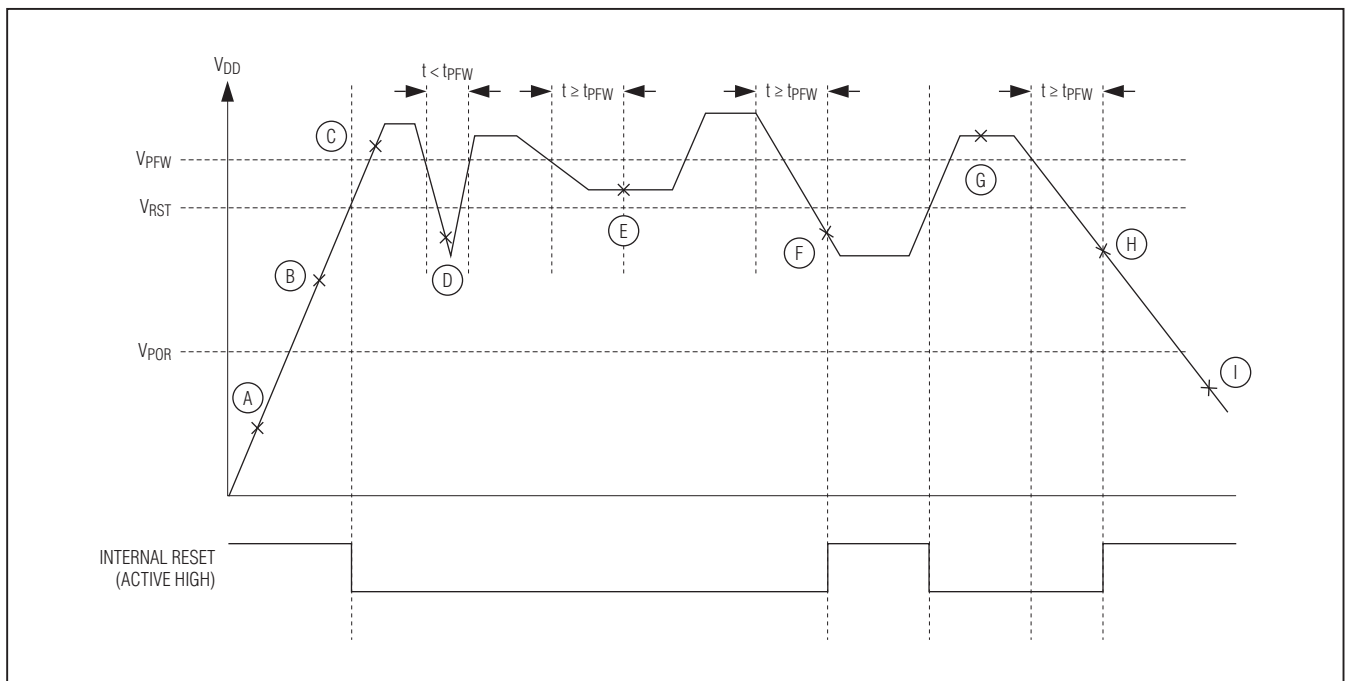 VDD
t < tPFW
t ≥ tPFW
t ≥ tPFW
t ≥ tPFW
C
VPFW
G
VRST
E
F
H
B
D
VPOR
I
A
INTERNAL RESET
(ACTIVE HIGH)